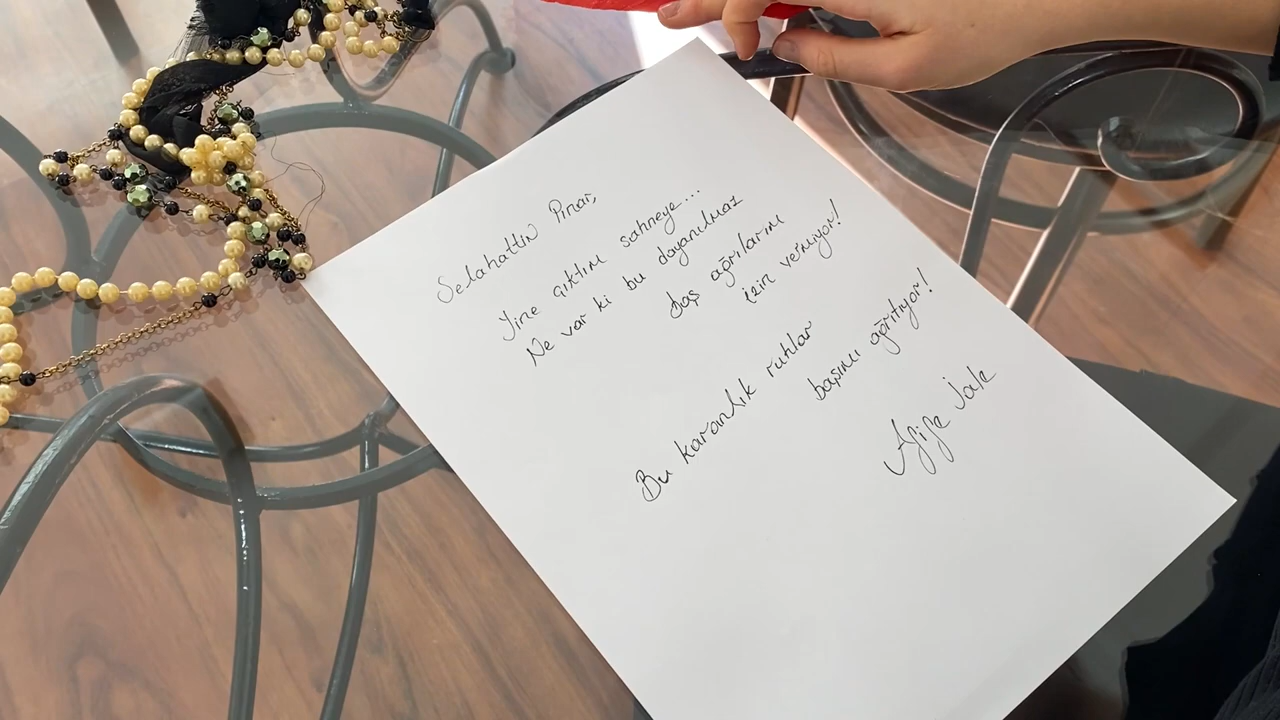 Selahattin Pınar,
Yine çıktım sahneye...
Ne var ki bu dayanılmaz
baş ağrılarım
izin vermiyor!
Bu karanlık ruhlar
başımı ağrıtıyor!
Afife Jale